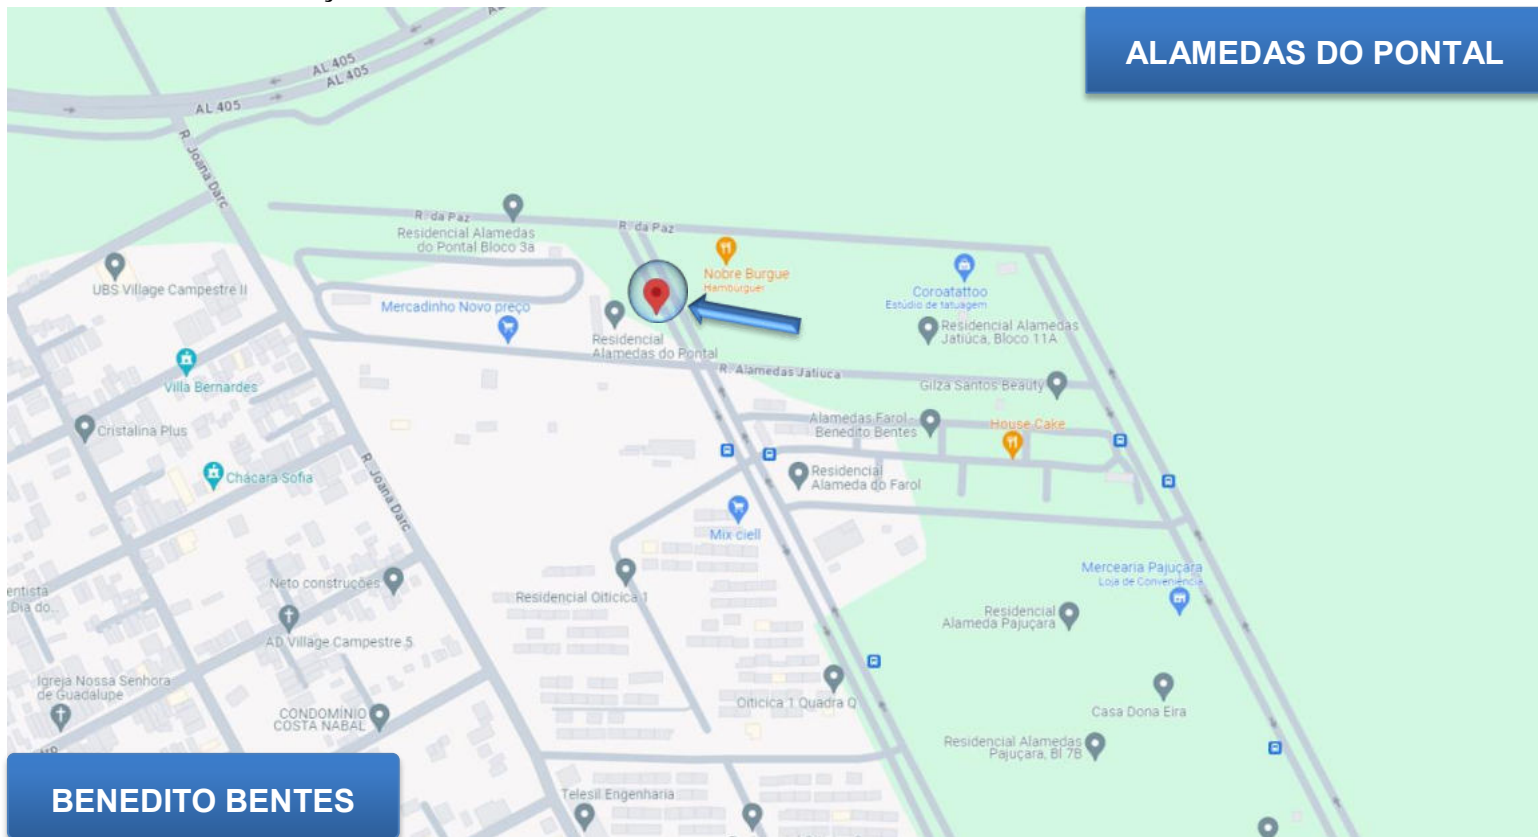 ALAMEDAS DO PONTAL
AL 405
AL 405
AL 405
R. Joana Darc
R. da Paz
R. da Paz
Residencial Alamedas
do Pontal Bloco 3a
Nobre Burgue
Hambúrguer
UBS Village Campestre II
Coroatattoo
Estúdio de tatuagem
Mercadinho Novo preço
Residencial Alamedas
Jatiúca, Bloco 11A
Residencial
Alamedas do Pontal
R. Alamedas Jatiuca
Villa Bernardes
Gilza Santos Beauty
Alamedas Farol -
Benedito Bentes
House Cake
Cristalina Plus
Residencial
Alameda do Farol
Chácara Sofia
R. Joana Darc
Mix ciell
Mercearia Pajuçara
Loja de Conveniência
Neto construções
Residencial Oiticica 1
entista
Dia do...
Residencial
Alameda Pajuçara
AD Village Campestre 5
Igreja Nossa Senhora
de Guadalupe
Oiticica 1 Quadra Q
Casa Dona Eira
CONDOMÍNIO
COSTA NABAL
Residencial Alamedas
Pajuçara, Bl 7B
BENEDITO BENTES
Telesil Engenharia